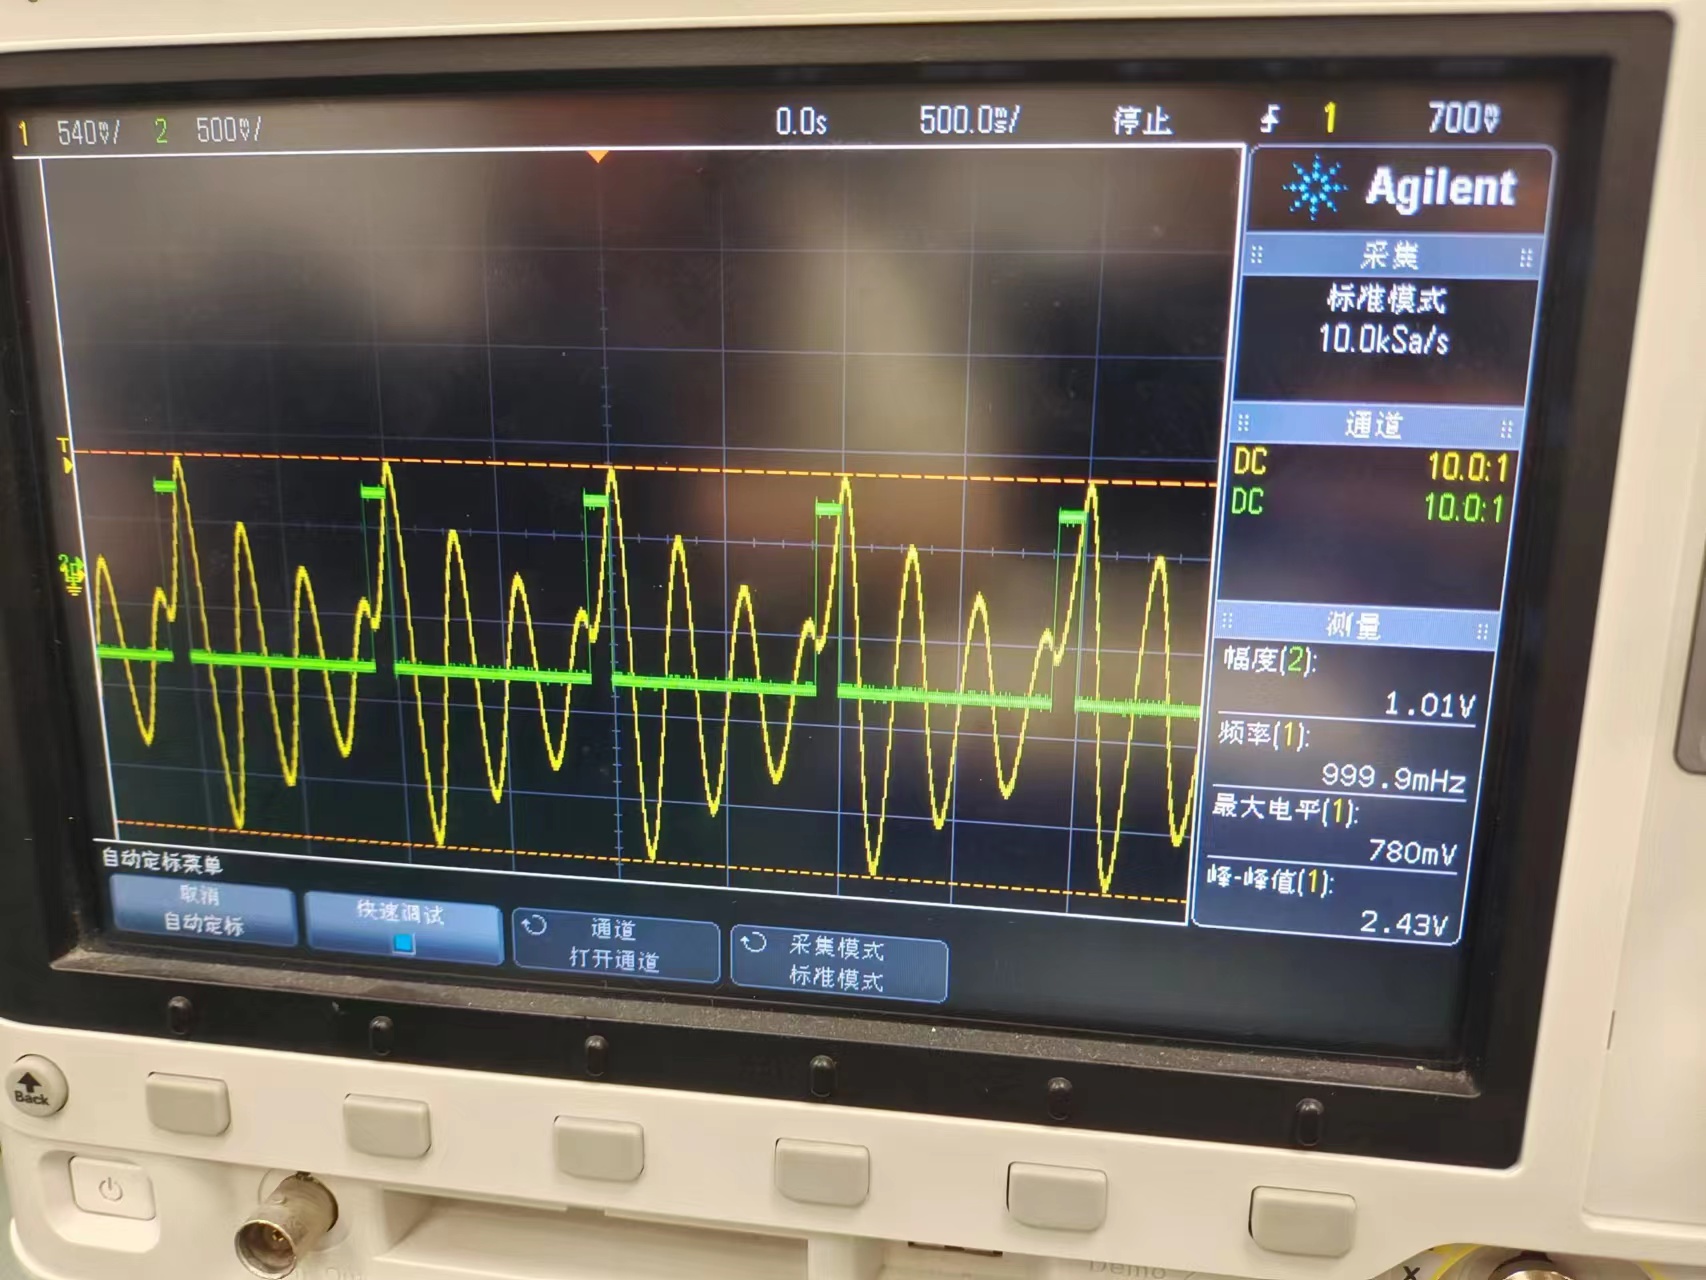 1 540mV/ 2 500mV/ 0.0s 500.0ms/ 停止 1 700mV
Agilent
采集
标准模式
10.0kSa/s
通道
DC 10.0:1
DC 10.0:1
测量
幅度(2):
1.01V
频率(1):
999.9mHz
最大电平(1):
780mV
峰-峰值(1):
2.43V
T
2
自动定标菜单
取消
自动定标
快速调试
通道
打开通道
采集模式
标准模式
Back
Demo
X